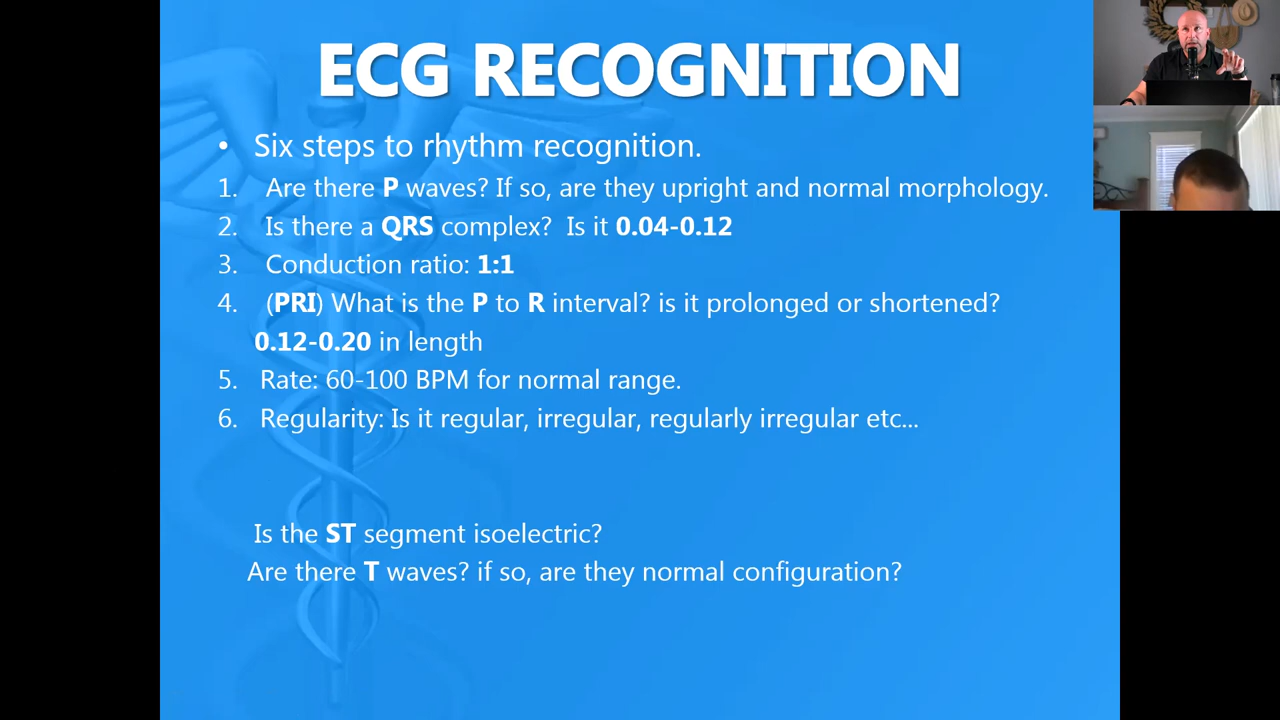 ECG RECOGNITION
• Six steps to rhythm recognition.
1. Are there P waves? If so, are they upright and normal morphology.
2. Is there a QRS complex? Is it 0.04-0.12
3. Conduction ratio: 1:1
4. (PRI) What is the P to R interval? is it prolonged or shortened?
0.12-0.20 in length
5. Rate: 60-100 BPM for normal range.
6. Regularity: Is it regular, irregular, regularly irregular etc...
Is the ST segment isoelectric?
Are there T waves? if so, are they normal configuration?